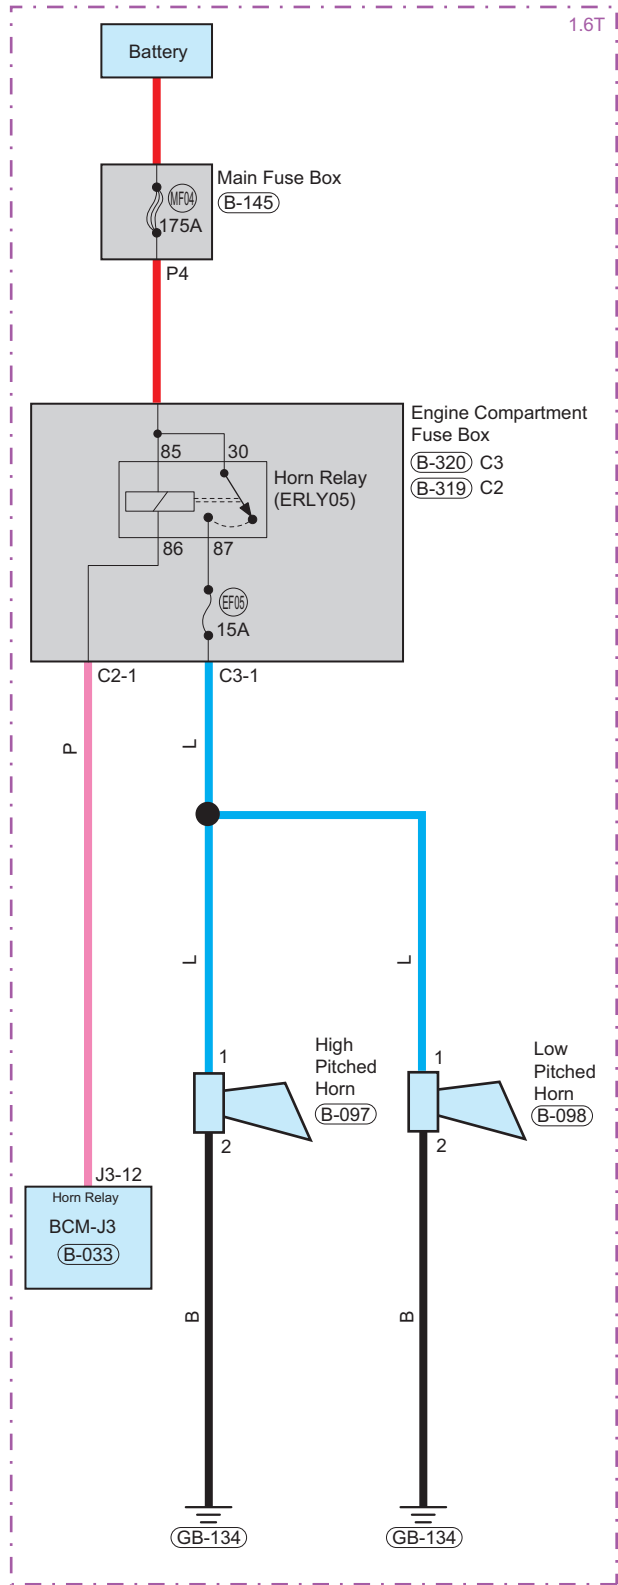 1.6T
Battery
Main Fuse Box
B-145
MF04
175A
P4
Engine Compartment
Fuse Box
B-320 C3
B-319 C2
85
30
Horn Relay
(ERLY05)
86
87
EF05
15A
C2-1
C3-1
P
L
L
L
High
Pitched
Horn
B-097
1
2
Low
Pitched
Horn
B-098
1
2
J3-12
Horn Relay
BCM-J3
B-033
B
B
GB-134
GB-134